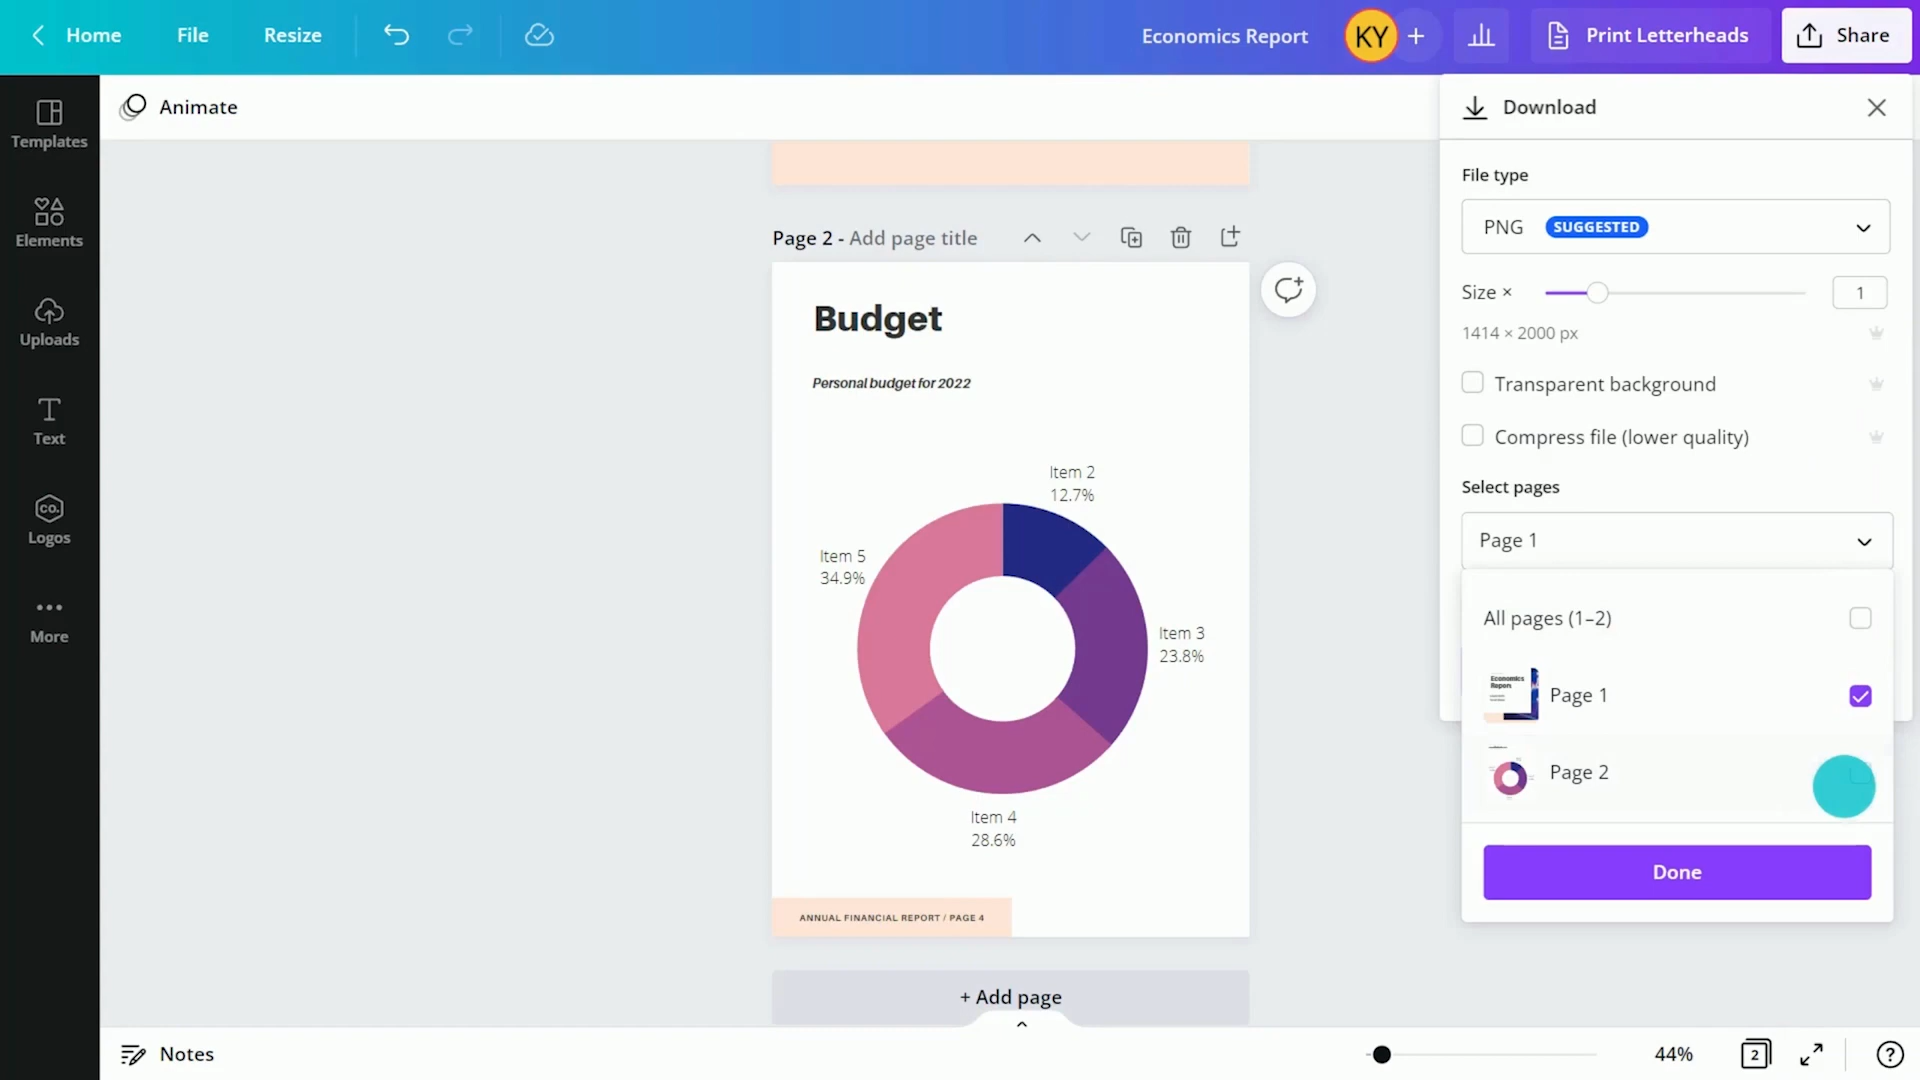 Home
File
Resize
Economics Report
KY
+
Print Letterheads
Share
Templates
Elements
Uploads
Text
CO.
Logos
More
Animate
Page 2 - Add page title
Budget
Personal budget for 2022
Item 2
12.7%
Item 5
34.9%
Item 3
23.8%
Item 4
28.6%
ANNUAL FINANCIAL REPORT / PAGE 4
+ Add page
Download
File type
PNG SUGGESTED
Size ×
1
1414 × 2000 px
Transparent background
Compress file (lower quality)
Select pages
Page 1
All pages (1–2)
Economics
Report
Page 1
Page 2
Done
Notes
44%
2
?